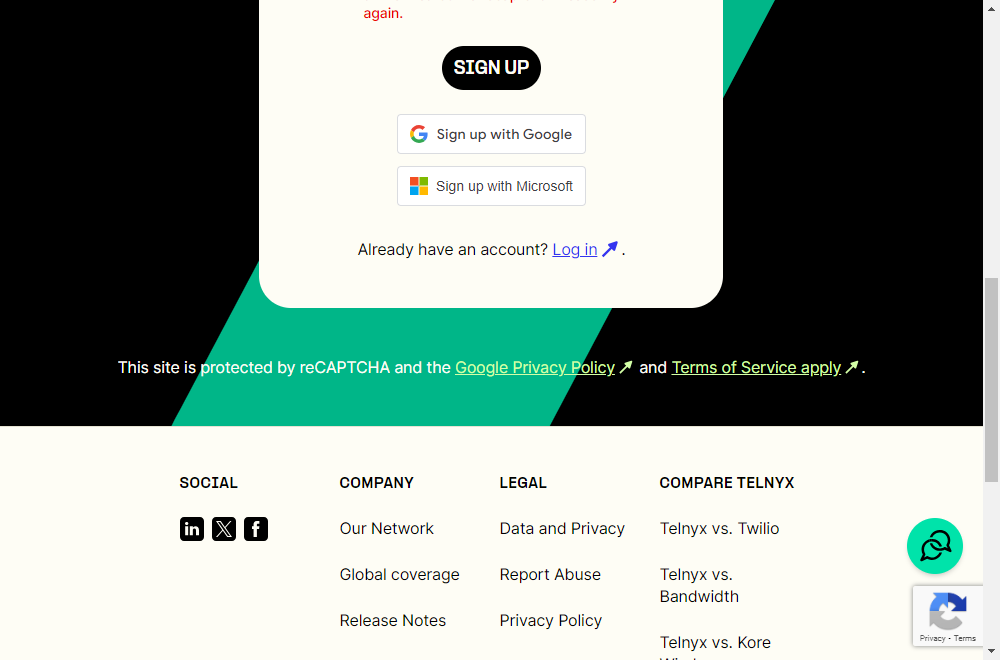 again.
SIGN UP
Sign up with Google
Sign up with Microsoft
Already have an account? Log in .
This site is protected by reCAPTCHA and the Google Privacy Policy and Terms of Service apply .
SOCIAL
COMPANY
Our Network
Global coverage
Release Notes
LEGAL
Data and Privacy
Report Abuse
Privacy Policy
COMPARE TELNYX
Telnyx vs. Twilio
Telnyx vs.
Bandwidth
Telnyx vs. Kore
Privacy - Terms